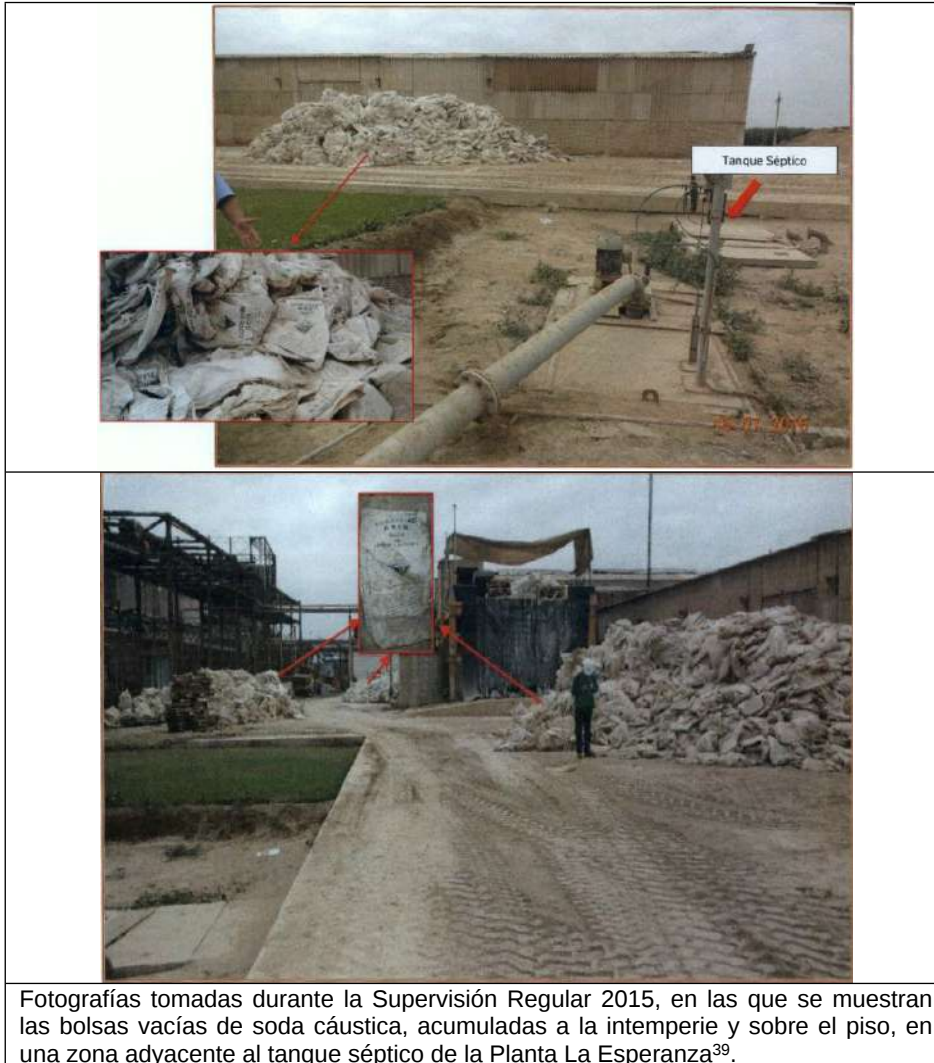 Tanque Séptico
Fotografías tomadas durante la Supervisión Regular 2015, en las que se muestran
las bolsas vacías de soda cáustica, acumuladas a la intemperie y sobre el piso, en
una zona adyacente al tanque séptico de la Planta La Esperanza³⁹.